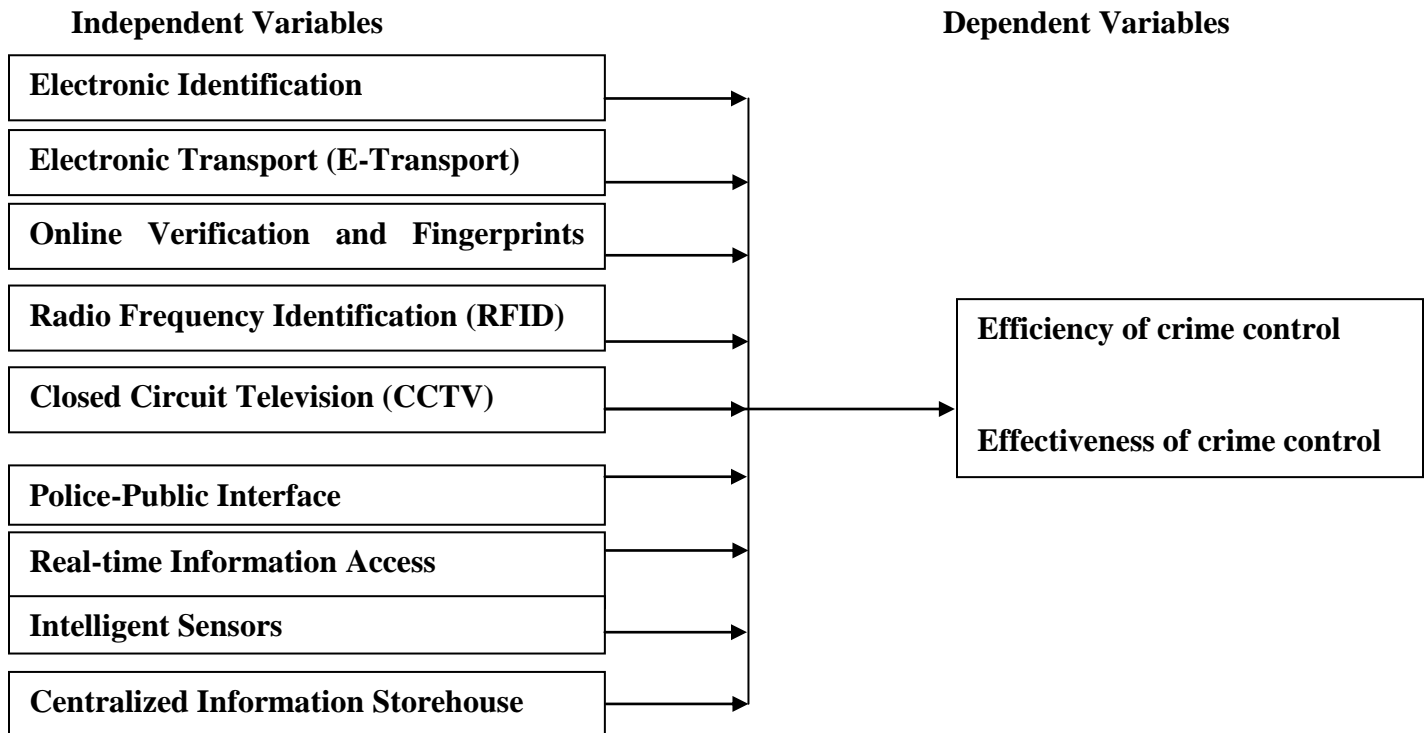 Independent Variables
Dependent Variables
Electronic Identification
Electronic Transport (E-Transport)
Online Verification and Fingerprints
Radio Frequency Identification (RFID)
Closed Circuit Television (CCTV)
Police-Public Interface
Real-time Information Access
Intelligent Sensors
Centralized Information Storehouse
Efficiency of crime control
Effectiveness of crime control